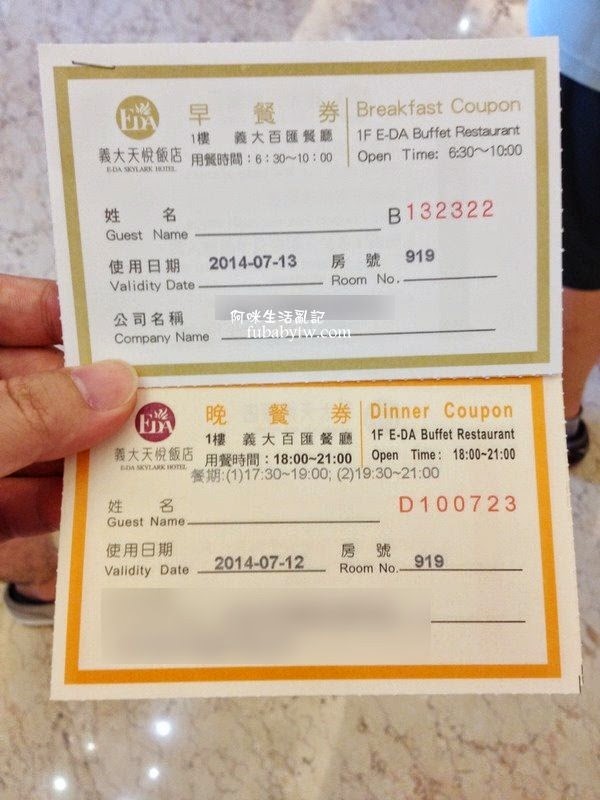 EDA
義大天悅飯店
E-DA SKYLARK HOTEL
早餐券 Breakfast Coupon
1樓 義大百匯餐廳 1F E-DA Buffet Restaurant
用餐時間：6：30～10：00 Open Time: 6:30～10:00
姓名
Guest Name
B132322
使用日期 2014-07-13 房號 919
Validity Date Room No.
公司名稱
Company Name
阿咪生活亂記
fubabyfw.com
EDA
義大天悅飯店
E-DA SKYLARK HOTEL
晚餐券 Dinner Coupon
1樓 義大百匯餐廳 1F E-DA Buffet Restaurant
用餐時間：18:00~21:00 Open Time: 18:00~21:00
餐期:(1)17:30~19:00; (2)19:30~21:00
姓名
Guest Name
D100723
使用日期 2014-07-12 房號 919
Validity Date Room No.